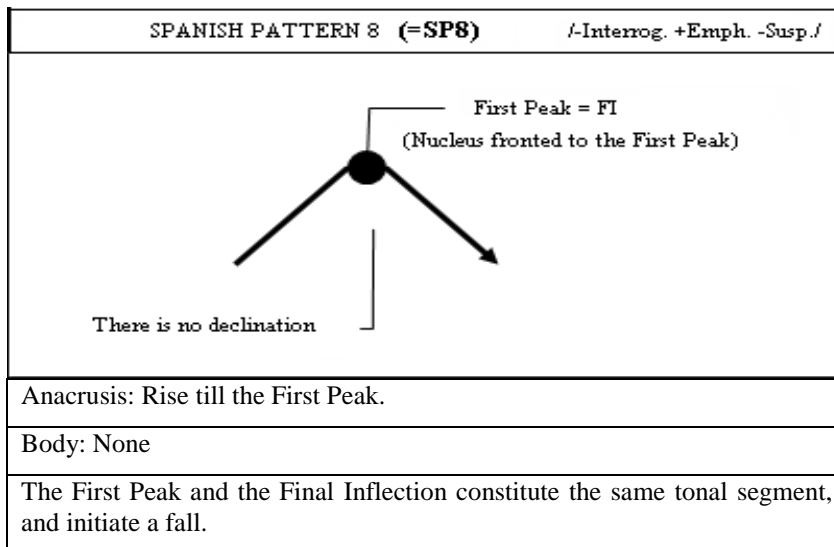 SPANISH PATTERN 8 (=SP8) /-Interrog. +Emph. -Susp./
First Peak = FI
(Nucleus fronted to the First Peak)
There is no declination
Anacrusis: Rise till the First Peak.
Body: None
The First Peak and the Final Inflection constitute the same tonal segment,
and initiate a fall.